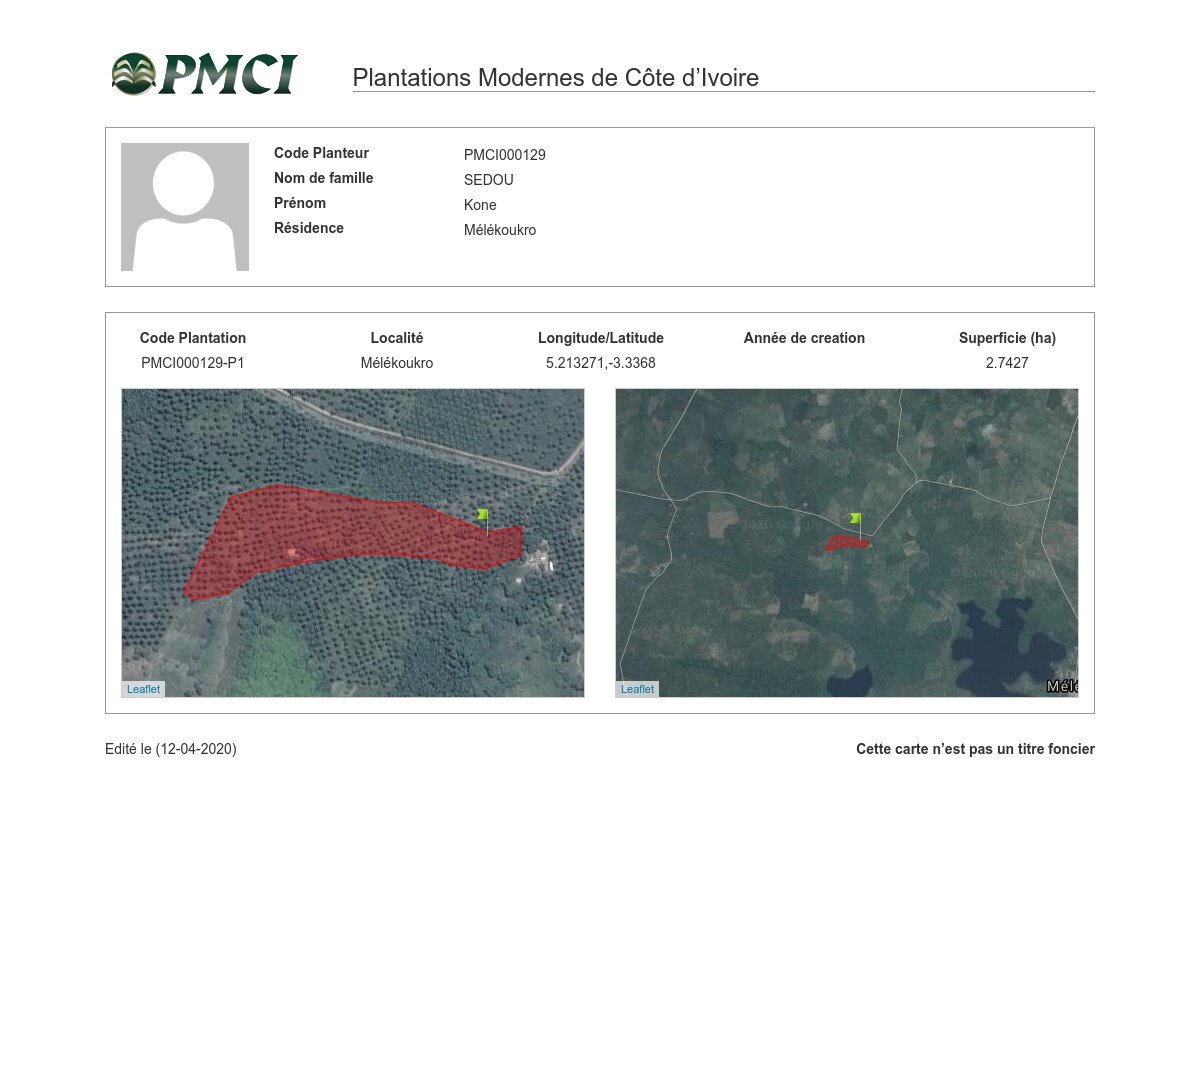 PMCI
Plantations Modernes de Côte d’Ivoire
Code Planteur PMCI000129
Nom de famille SEDOU
Prénom Kone
Résidence Mélékoukro
Code Plantation Localité Longitude/Latitude Année de creation Superficie (ha)
PMCI000129-P1 Mélékoukro 5.213271,-3.3368 2.7427
Leaflet
Leaflet
Mélé
Edité le (12-04-2020)
Cette carte n’est pas un titre foncier